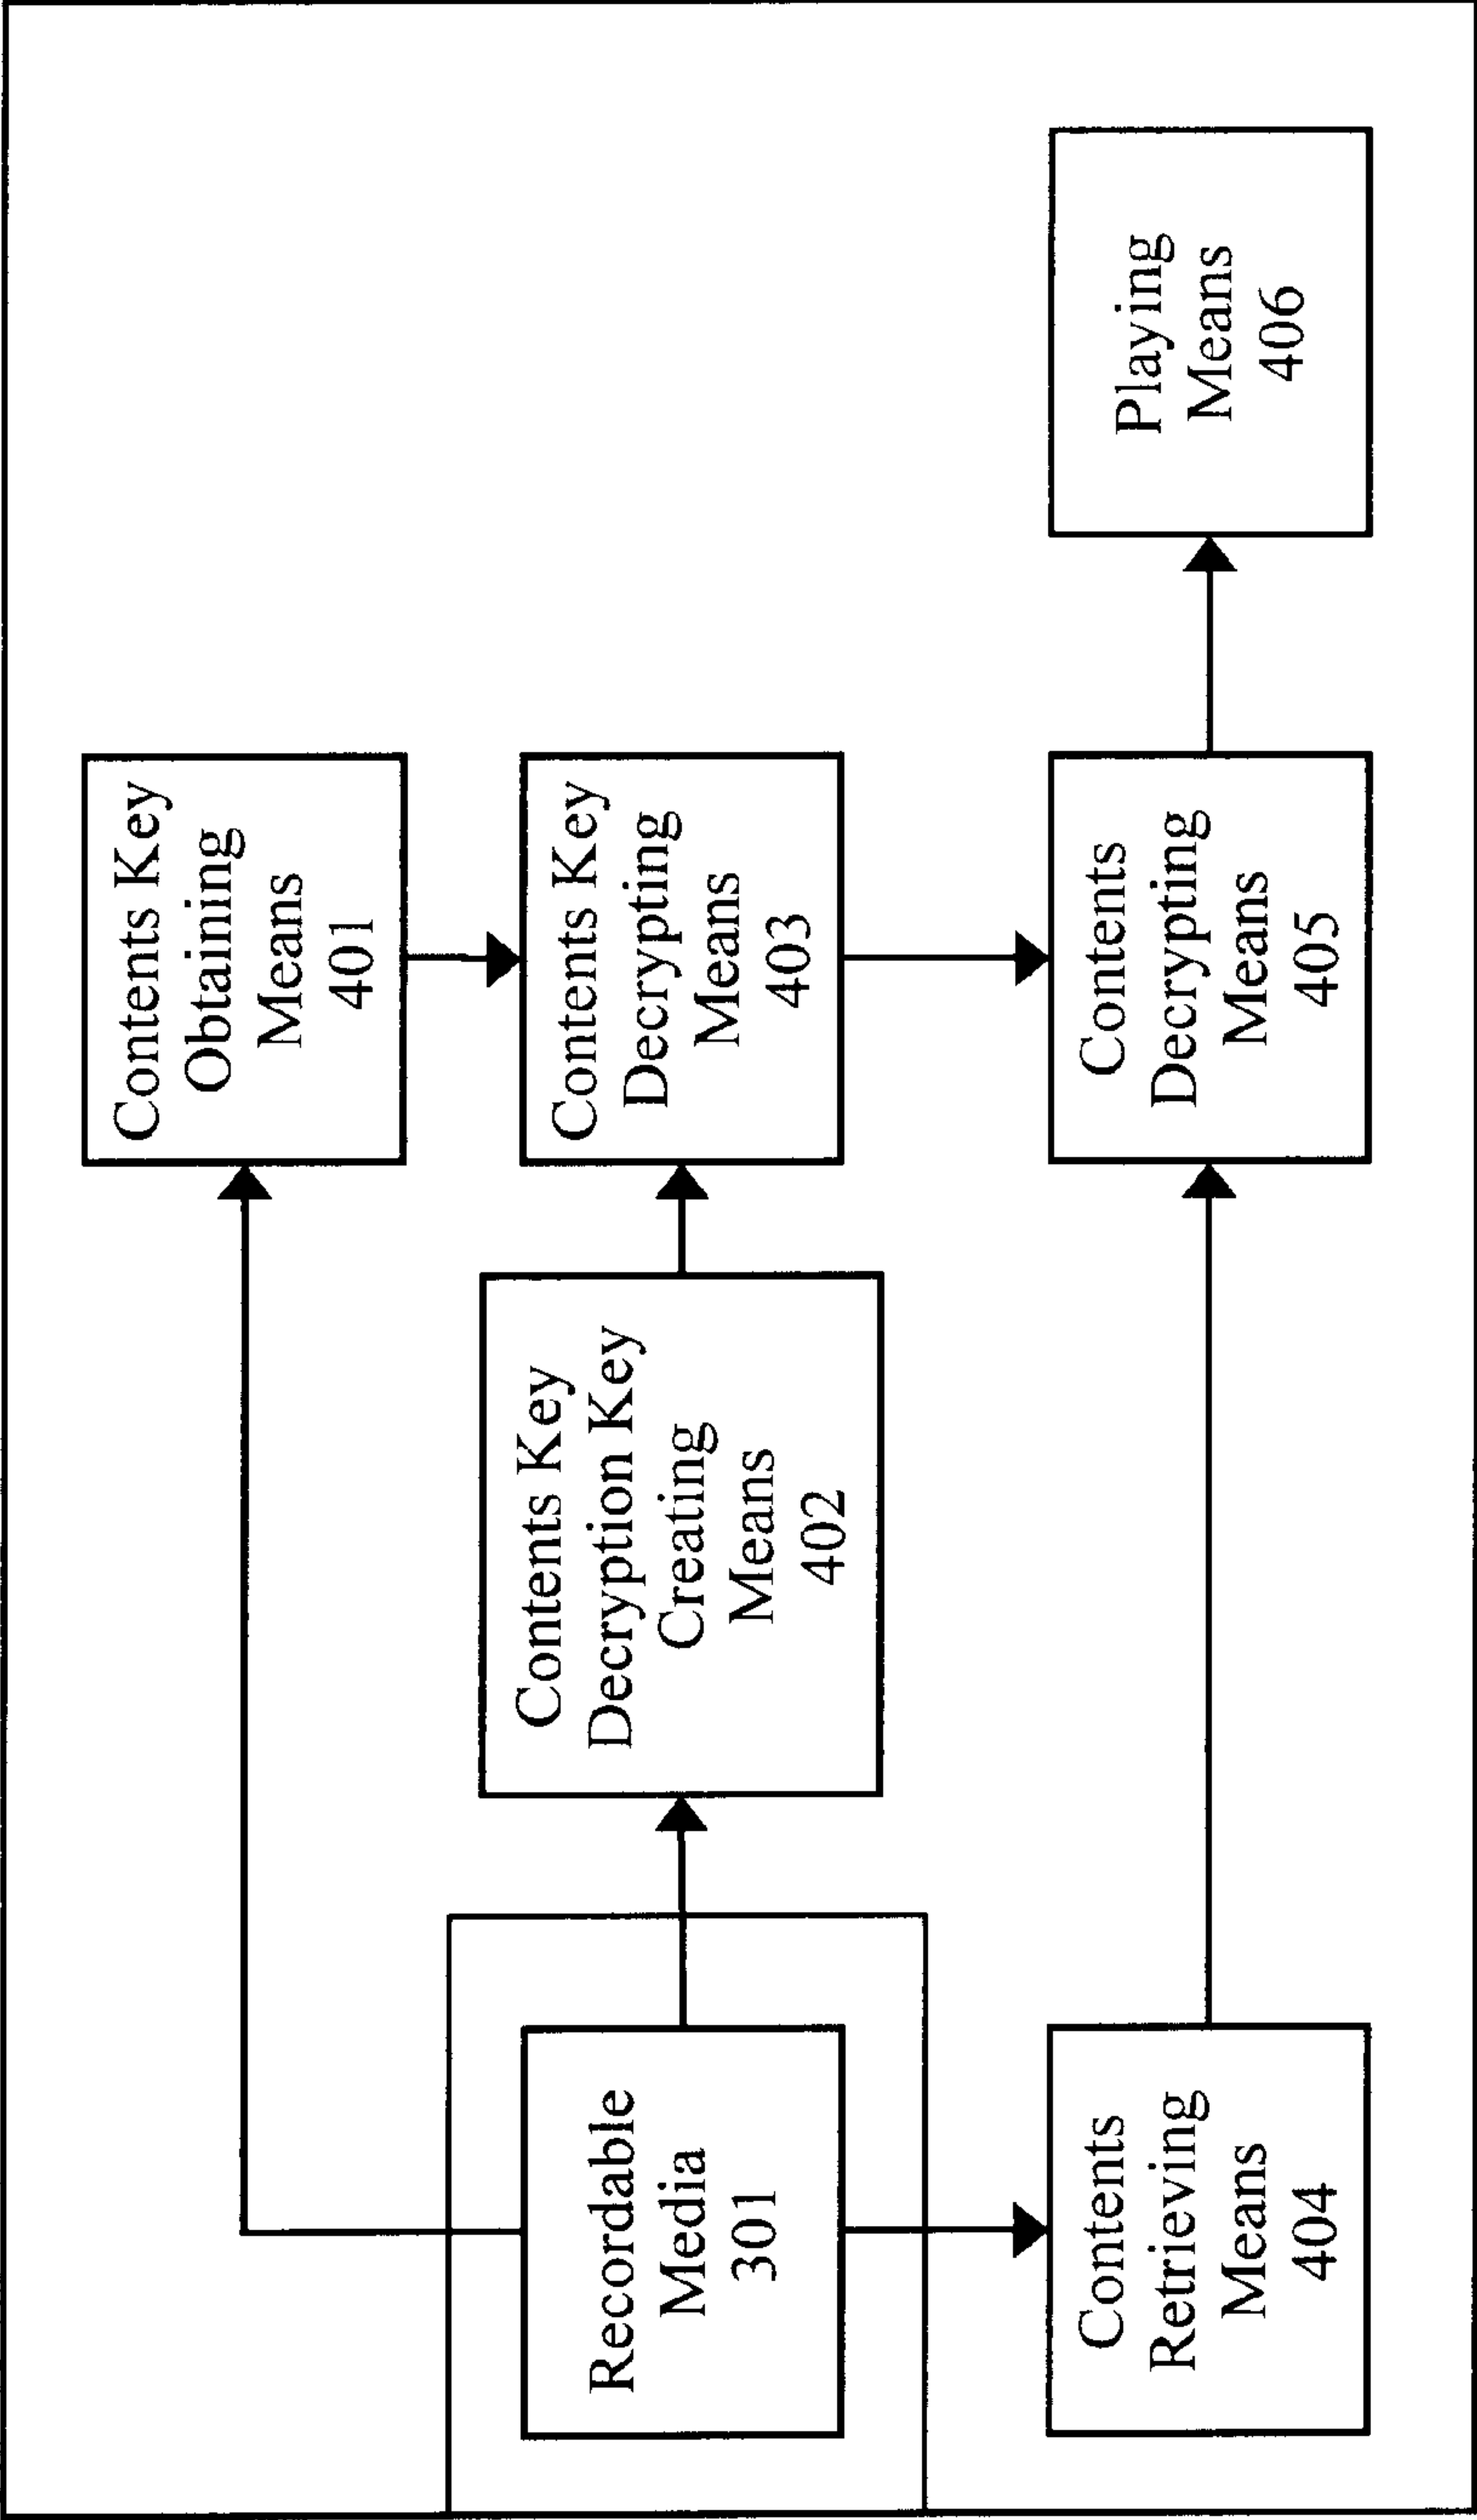 Contents Key
Obtaining
Means
401
Recordable
Media
301
Contents Key
Decryption Key
Creating
Means
402
Contents Key
Decrypting
Means
403
Contents
Retrieving
Means
404
Contents
Decrypting
Means
405
Playing
Means
406